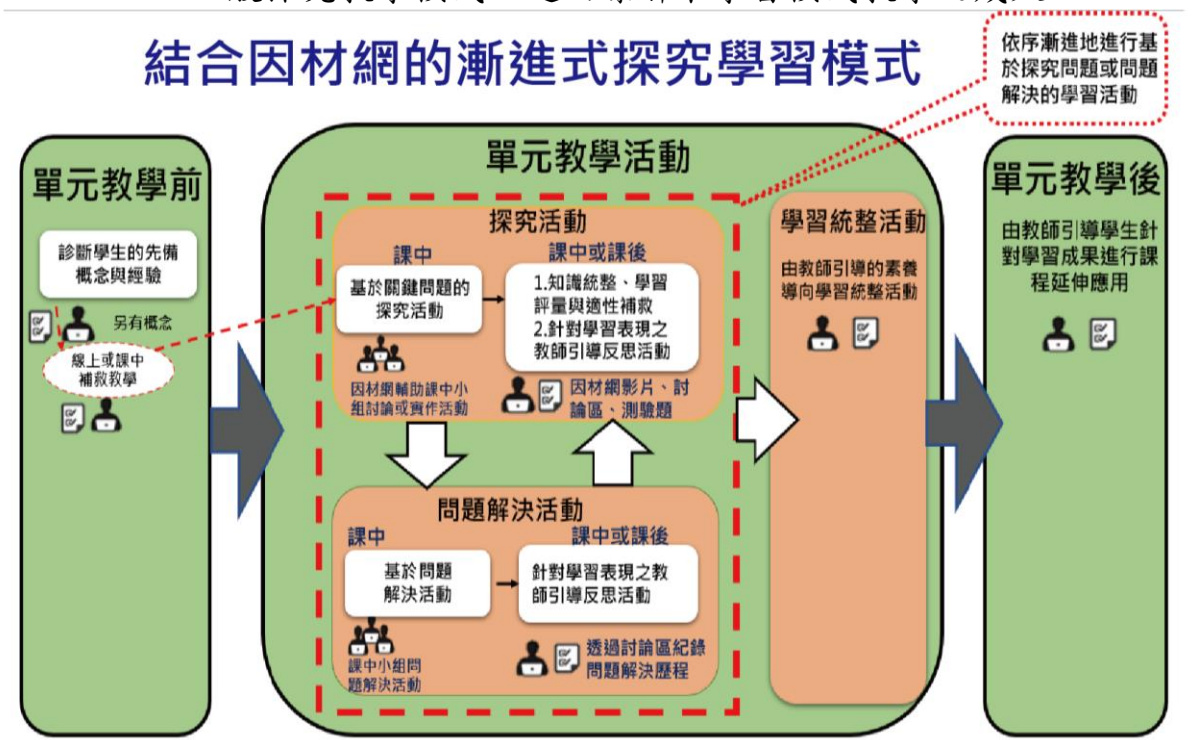 結合因材網的漸進式探究學習模式
依序漸進地進行基
於探究問題或問題
解決的學習活動
單元教學前
診斷學生的先備
概念與經驗
另有概念
線上或課中
補救教學
單元教學活動
探究活動
課中
基於關鍵問題的
探究活動
因材網輔助課中小
組討論或實作活動
課中或課後
1.知識統整、學習
評量與適性補救
2.針對學習表現之
教師引導反思活動
因材網影片、討
論區、測驗題
問題解決活動
課中
基於問題
解決活動
課中小組問
題解決活動
課中或課後
針對學習表現之教
師引導反思活動
透過討論區紀錄
問題解決歷程
學習統整活動
由教師引導的素養
導向學習統整活動
單元教學後
由教師引導學生針
對學習成果進行課
程延伸應用